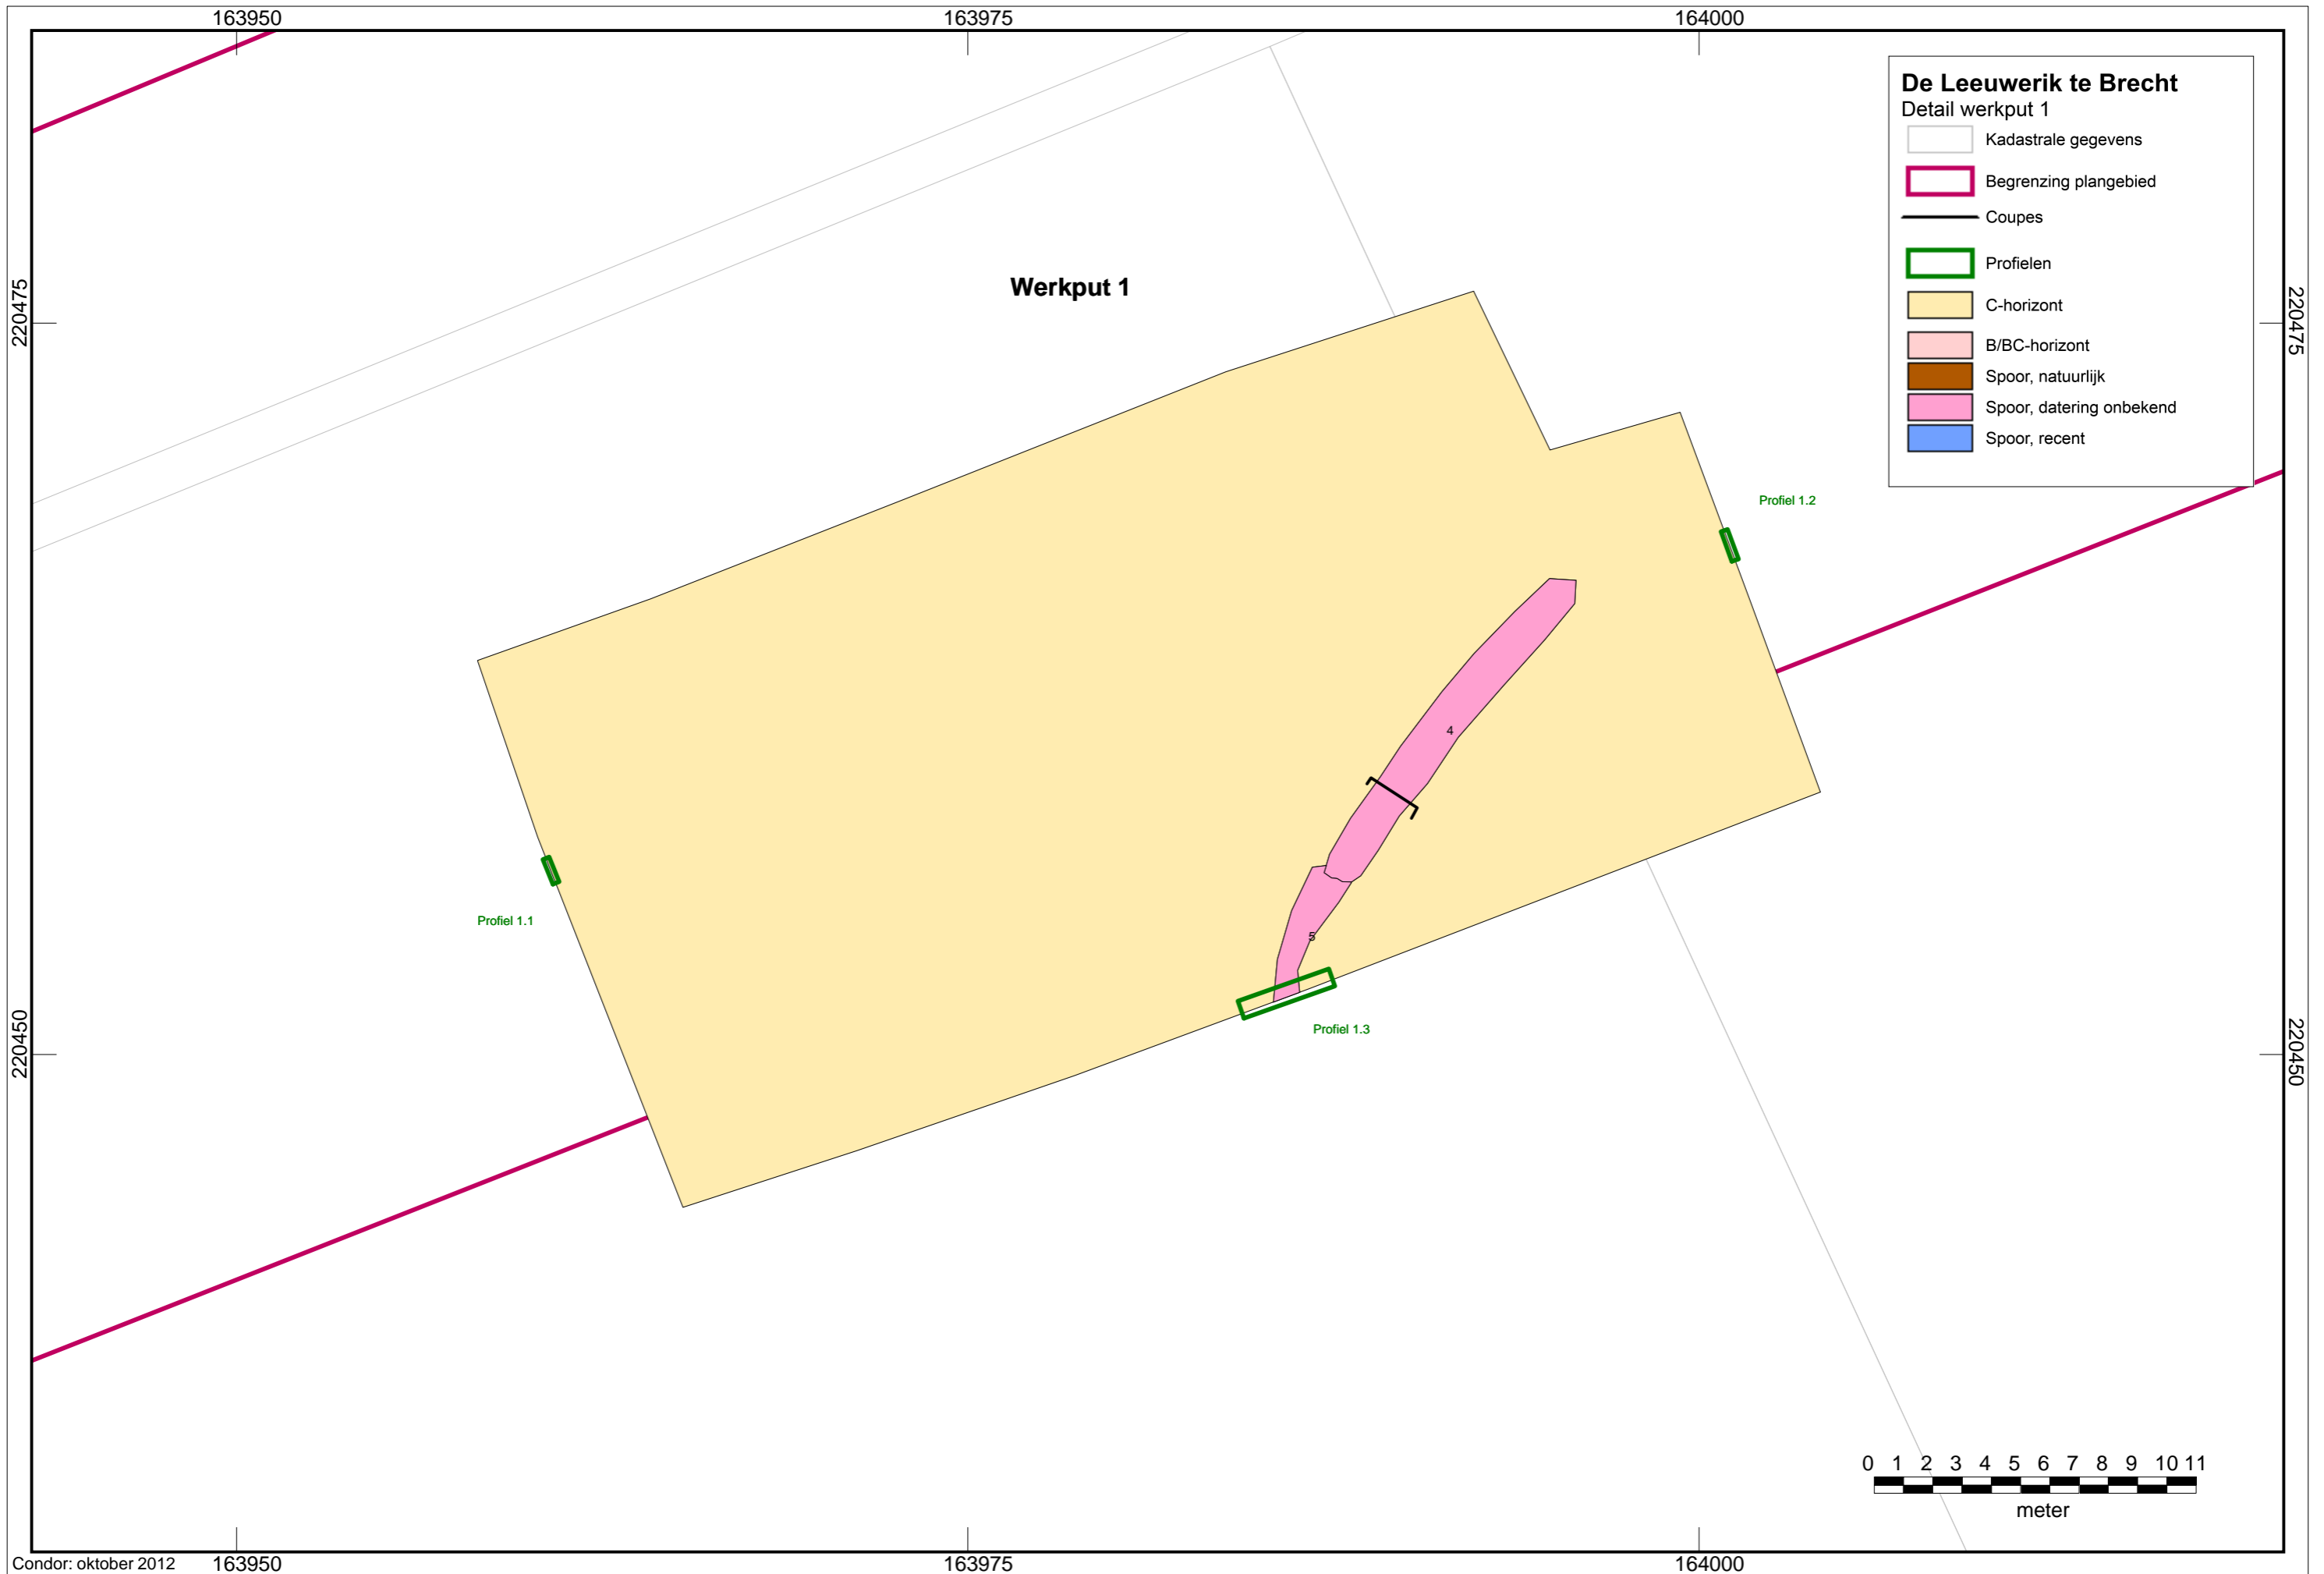 163950
163975
164000
De Leeuwerik te Brecht
Detail werkput 1
Kadastrale gegevens
Begrenzing plangebied
Coupes
Profielen
C-horizont
B/BC-horizont
Spoor, natuurlijk
Spoor, datering onbekend
Spoor, recent
Werkput 1
220475
220475
Profiel 1.2
4
Profiel 1.1
5
Profiel 1.3
220450
220450
0 1 2 3 4 5 6 7 8 9 10 11
meter
Condor: oktober 2012
163950
163975
164000